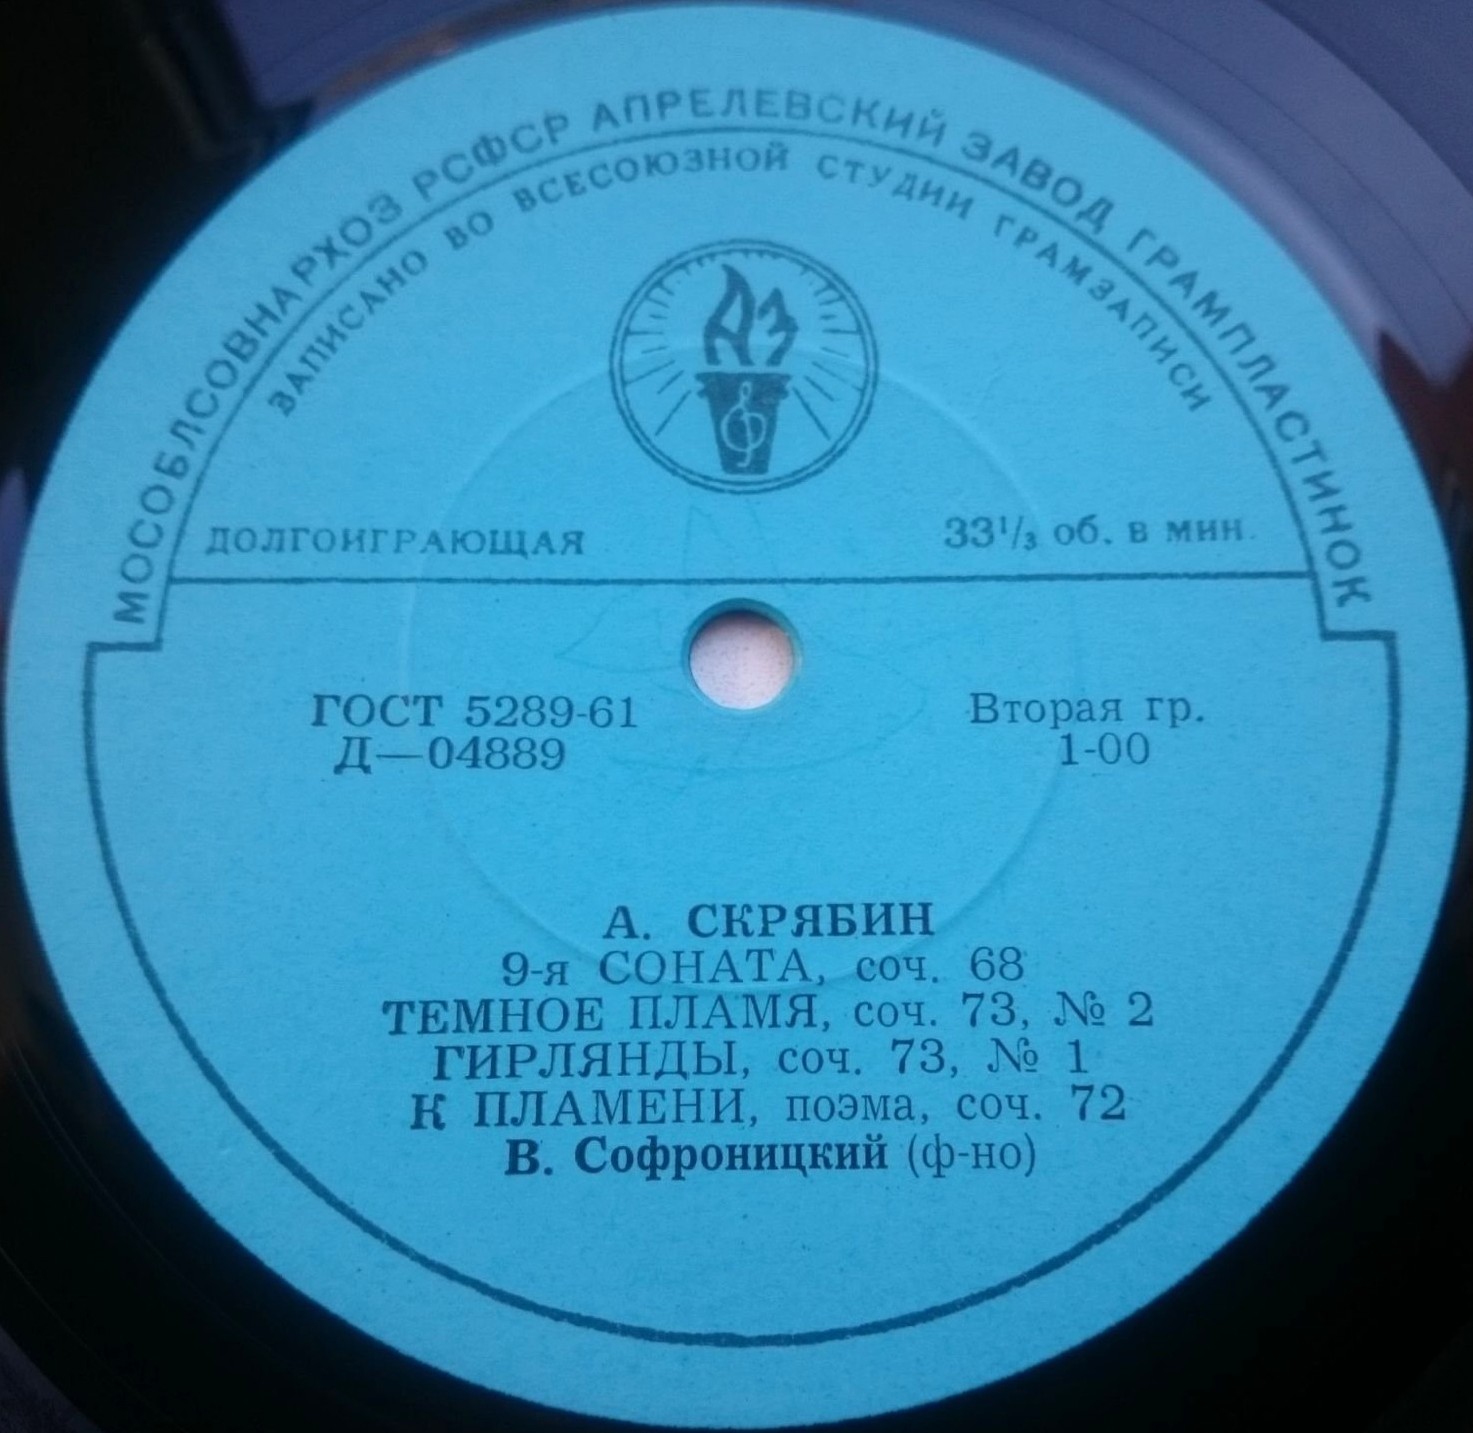 МОСОБЛСОВНАРХОЗ РСФСР АПРЕЛЕВСКИЙ ЗАВОД ГРАМПЛАСТИНОК
ЗАПИСАНО ВО ВСЕСОЮЗНОЙ СТУДИИ ГРАМЗАПИСИ
АЗ
ДОЛГОИГРАЮЩАЯ 33⅓ об. в мин.
ГОСТ 5289-61 Вторая гр.
Д—04889 1-00
А. СКРЯБИН
9-я СОНАТА, соч. 68
ТЕМНОЕ ПЛАМЯ, соч. 73, № 2
ГИРЛЯНДЫ, соч. 73, № 1
К ПЛАМЕНИ, поэма, соч. 72
В. Софроницкий (ф-но)